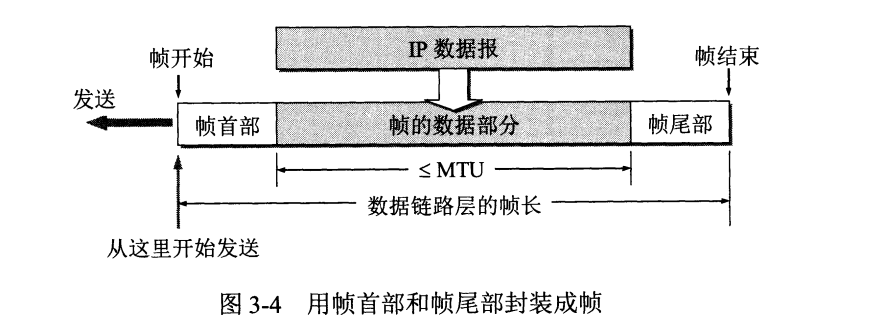 IP 数据报
帧开始
帧结束
发送
帧首部
帧的数据部分
帧尾部
≤ MTU
数据链路层的帧长
从这里开始发送
图 3-4 用帧首部和帧尾部封装成帧